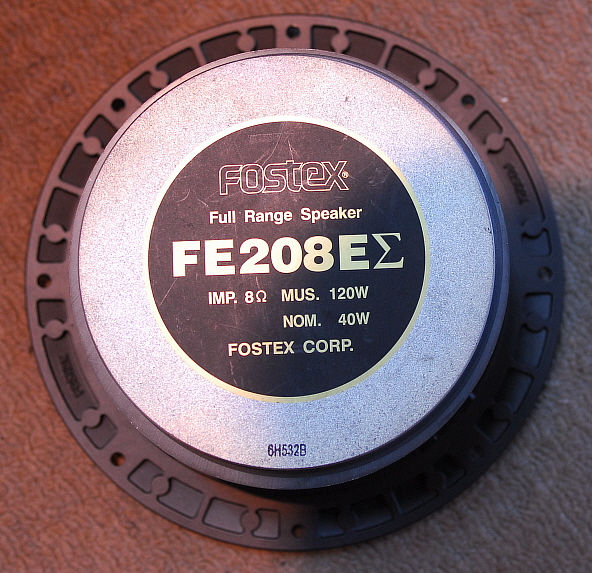 Fostex®
Full Range Speaker
FE208EΣ
IMP. 8Ω MUS. 120W
NOM. 40W
FOSTEX CORP.
6H532B